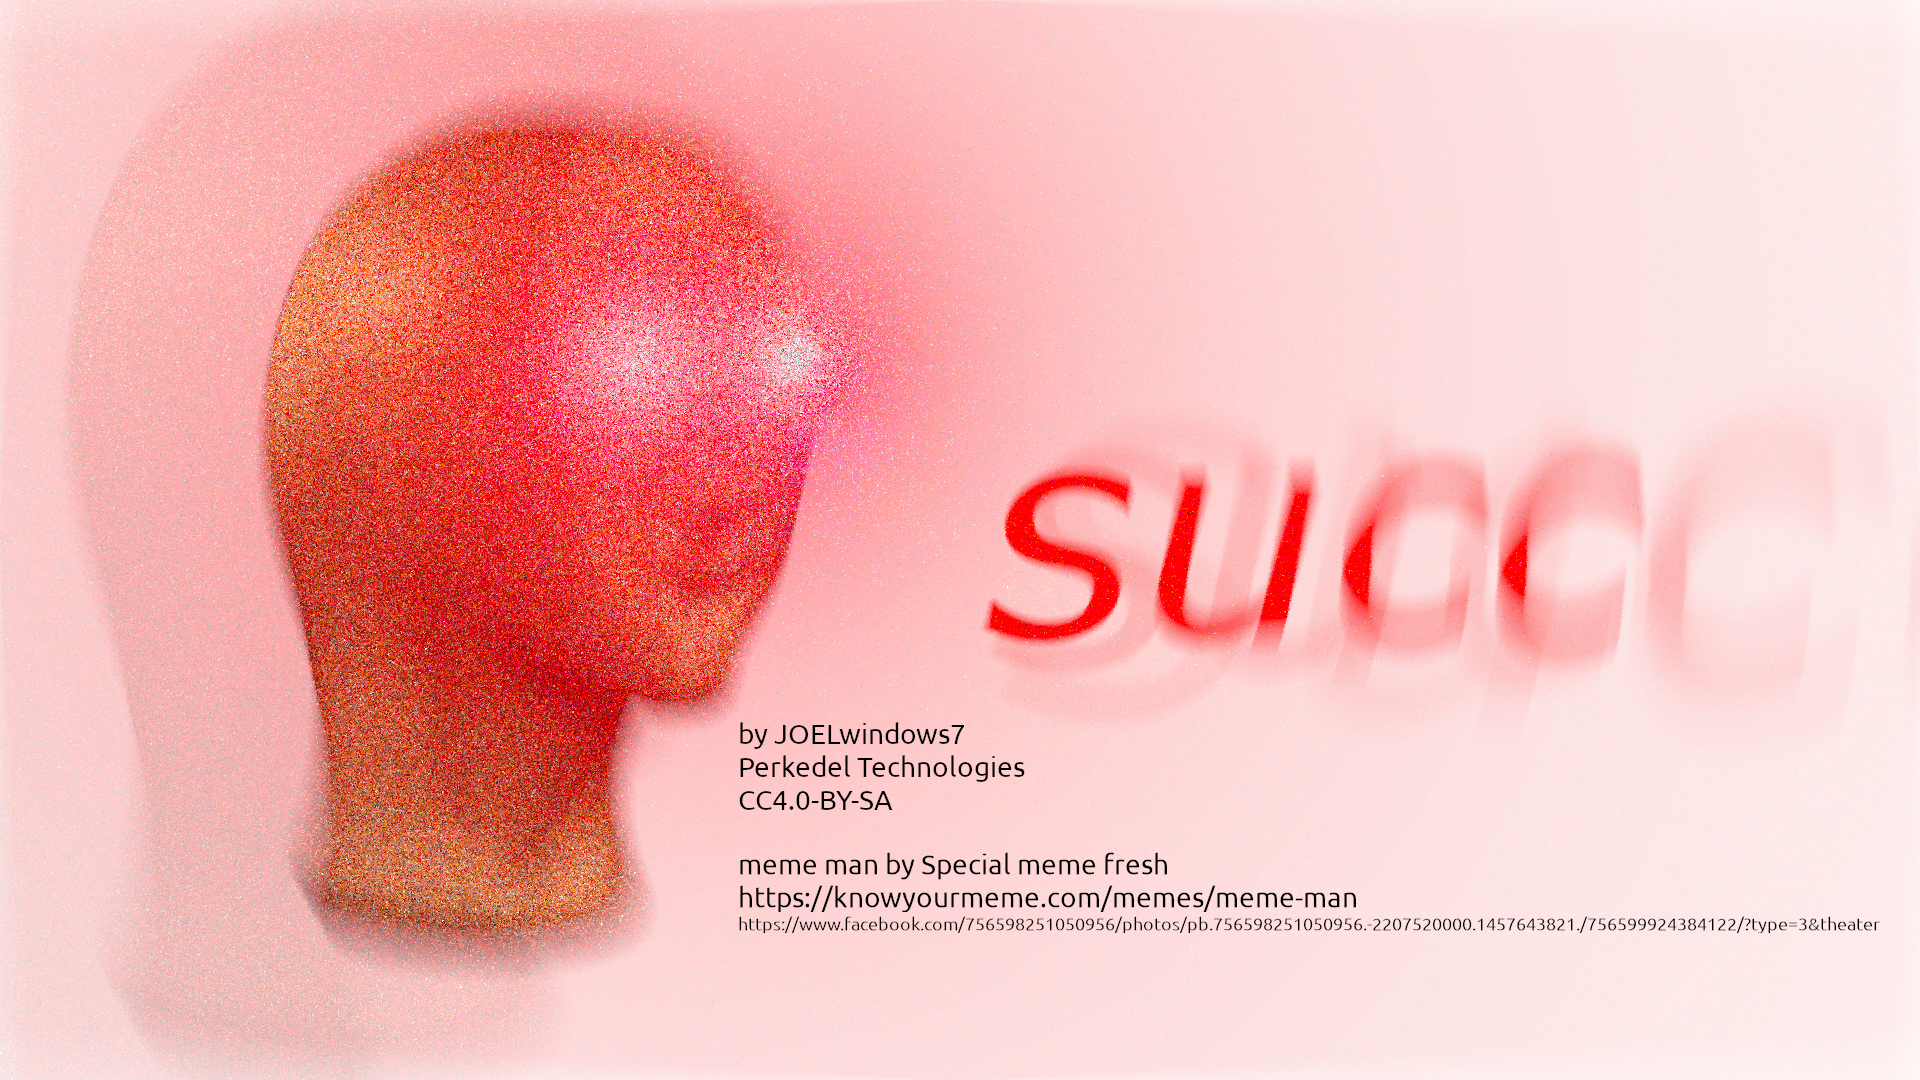 succ
by JOELwindows7
Perkedel Technologies
CC4.0-BY-SA
meme man by Special meme fresh
https://knowyourmeme.com/memes/meme-man
https://www.facebook.com/756598251050956/photos/pb.756598251050956.-2207520000.1457643821./756599924384122/?type=3&theater